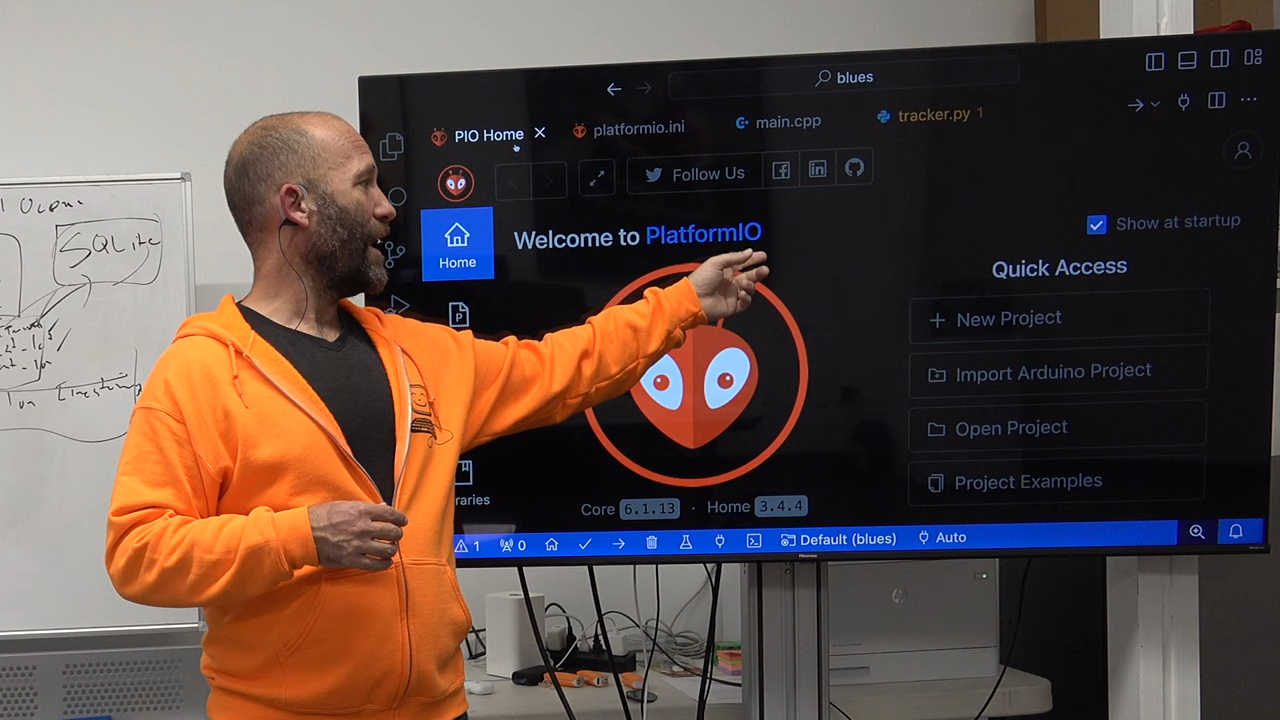 blues
PIO Home
platformio.ini
main.cpp
tracker.py 1
Follow Us
Welcome to PlatformIO
Show at startup
Home
Quick Access
New Project
Import Arduino Project
Open Project
Project Examples
raries
Core 6.1.13 · Home 3.4.4
1
0
Default (blues)
Auto
Hisense
SQLite
hp